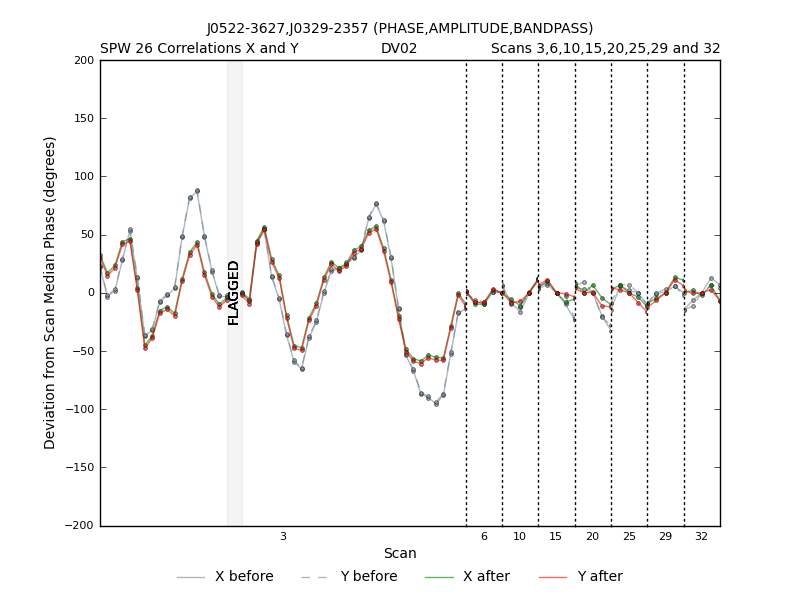 J0522-3627,J0329-2357 (PHASE,AMPLITUDE,BANDPASS)
SPW 26 Correlations X and Y DV02 Scans 3,6,10,15,20,25,29 and 32
200
150
100
50
0
−50
−100
−150
−200
Deviation from Scan Median Phase (degrees)
FLAGGED
3 6 10 15 20 25 29 32
Scan
X before Y before X after Y after